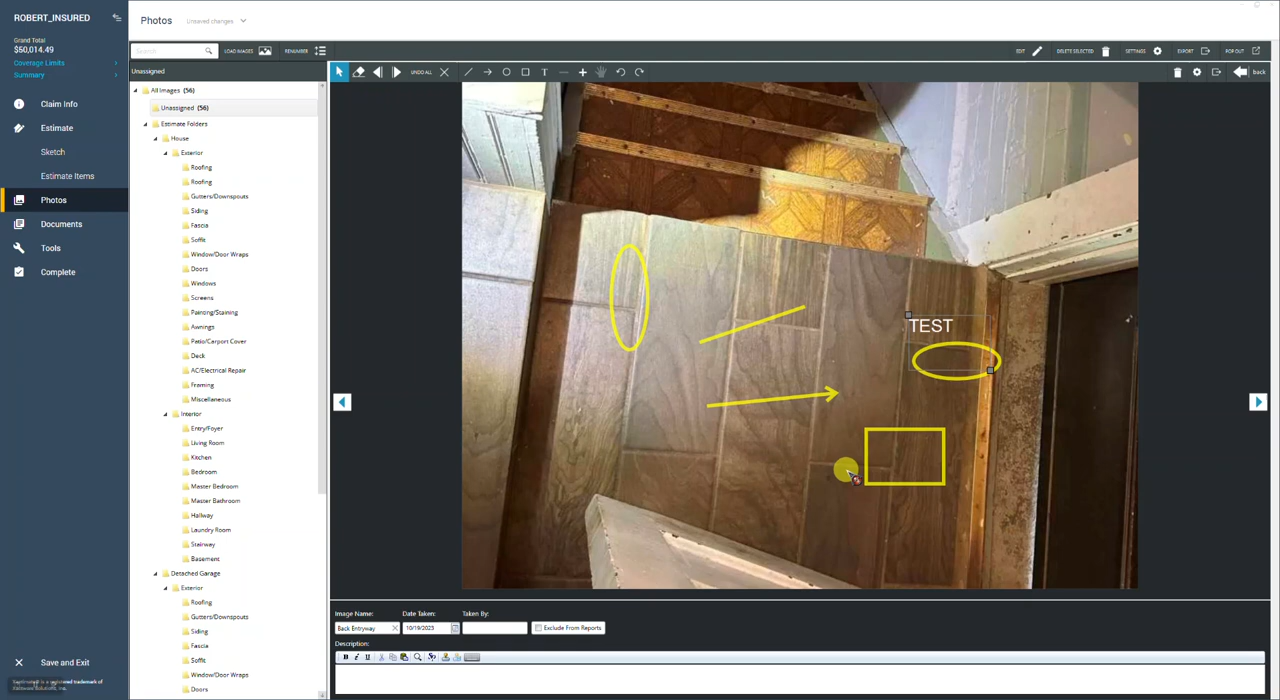 ROBERT_INSURED
Grand Total
$50,014.49
Coverage Limits
Summary
Claim Info
Estimate
Sketch
Estimate Items
Photos
Documents
Tools
Complete
Save and Exit
Photos
Unsaved changes
Search
LOAD IMAGES
RENUMBER
EDIT
DELETE SELECTED
SETTINGS
EXPORT
POP OUT
Unassigned
All Images (56)
Unassigned (56)
Estimate Folders
House
Exterior
Roofing
Roofing
Gutters/Downspouts
Siding
Fascia
Soffit
Window/Door Wraps
Doors
Windows
Screens
Painting/Staining
Awnings
Patio/Carport Cover
Deck
AC/Electrical Repair
Framing
Miscellaneous
Interior
Entry/Foyer
Living Room
Kitchen
Bedroom
Master Bedroom
Master Bathroom
Hallway
Laundry Room
Stairway
Basement
Detached Garage
Exterior
Roofing
Gutters/Downspouts
Siding
Fascia
Soffit
Window/Door Wraps
Doors
UNDO ALL
T
back
TEST
Image Name:
Date Taken:
Taken By:
Back Entryway
10/19/2023
Exclude From Reports
Description:
B I U